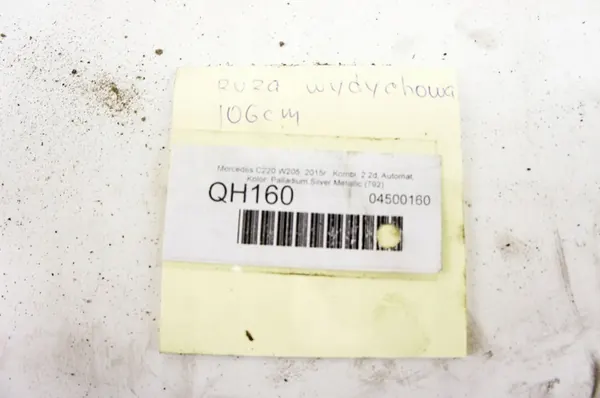 rura wydychowa
106cm
Mercedes C220 W205, 2015r. Kombi, 2.2d, Automat,
Kolor: Palladium Silver Metallic (792)
QH160 04500160